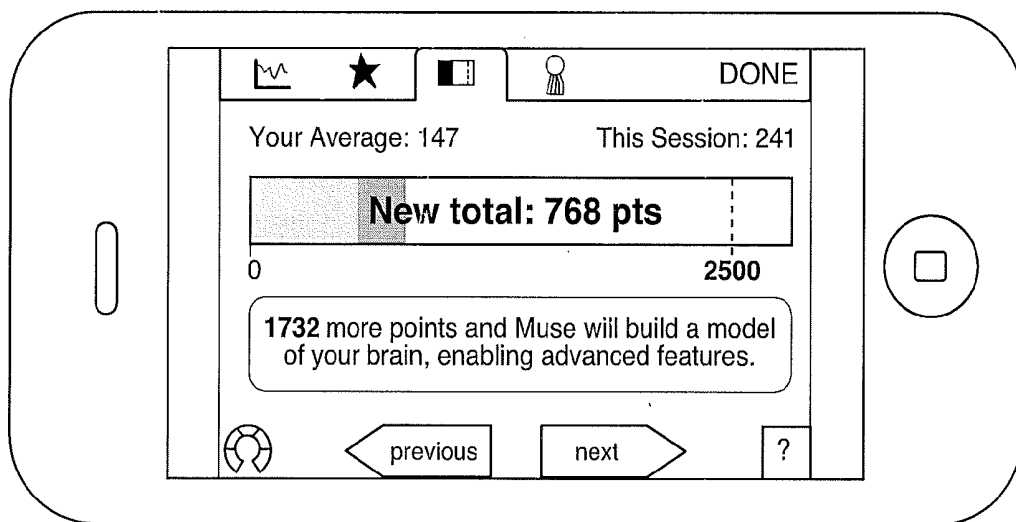 DONE
Your Average: 147
This Session: 241
New total: 768 pts
0
2500
1732 more points and Muse will build a model
of your brain, enabling advanced features.
previous
next
?